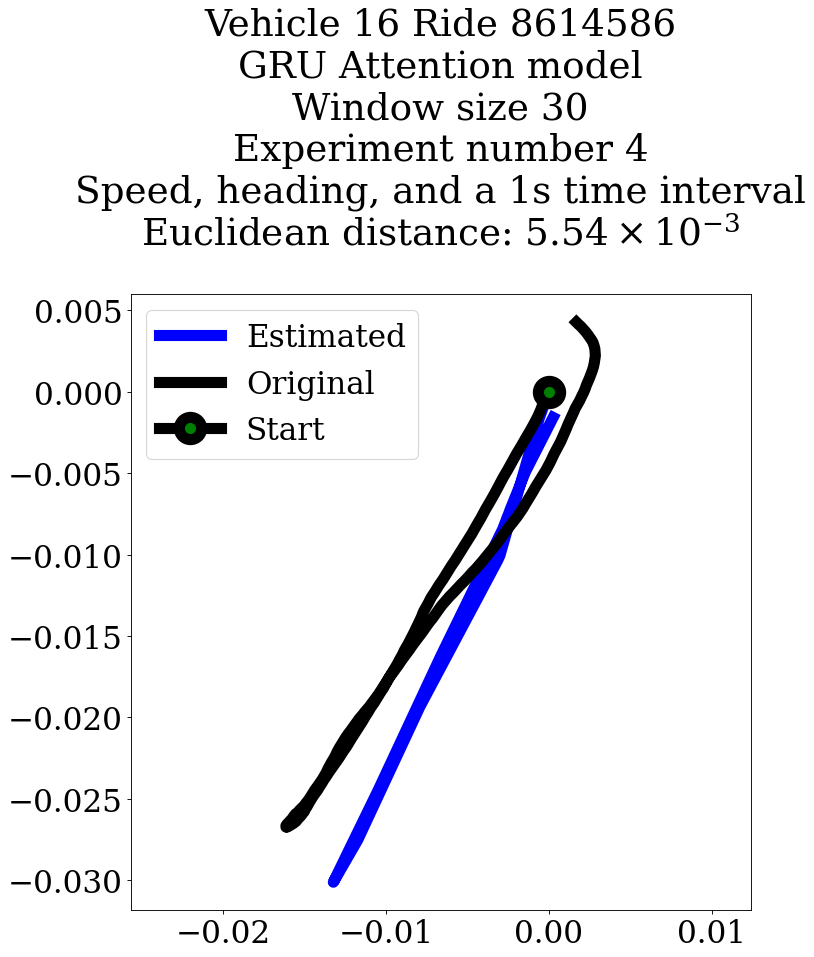 Vehicle 16 Ride 8614586
GRU Attention model
Window size 30
Experiment number 4
Speed, heading, and a 1s time interval
Euclidean distance: 5.54 × 10⁻³
Estimated
Original
Start
0.005
0.000
−0.005
−0.010
−0.015
−0.020
−0.025
−0.030
−0.02
−0.01
0.00
0.01